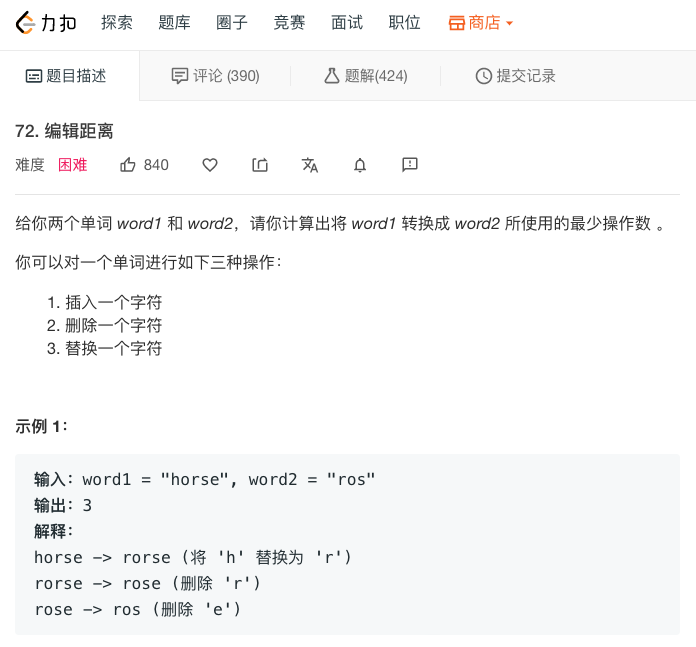 力扣 探索 题库 圈子 竞赛 面试 职位 商店
题目描述 评论 (390) 题解(424) 提交记录
72. 编辑距离
难度 困难 840
给你两个单词 word1 和 word2，请你计算出将 word1 转换成 word2 所使用的最少操作数 。
你可以对一个单词进行如下三种操作：
1. 插入一个字符
2. 删除一个字符
3. 替换一个字符
示例 1：
输入：word1 = "horse", word2 = "ros"
输出：3
解释：
horse -> rorse (将 'h' 替换为 'r')
rorse -> rose (删除 'r')
rose -> ros (删除 'e')